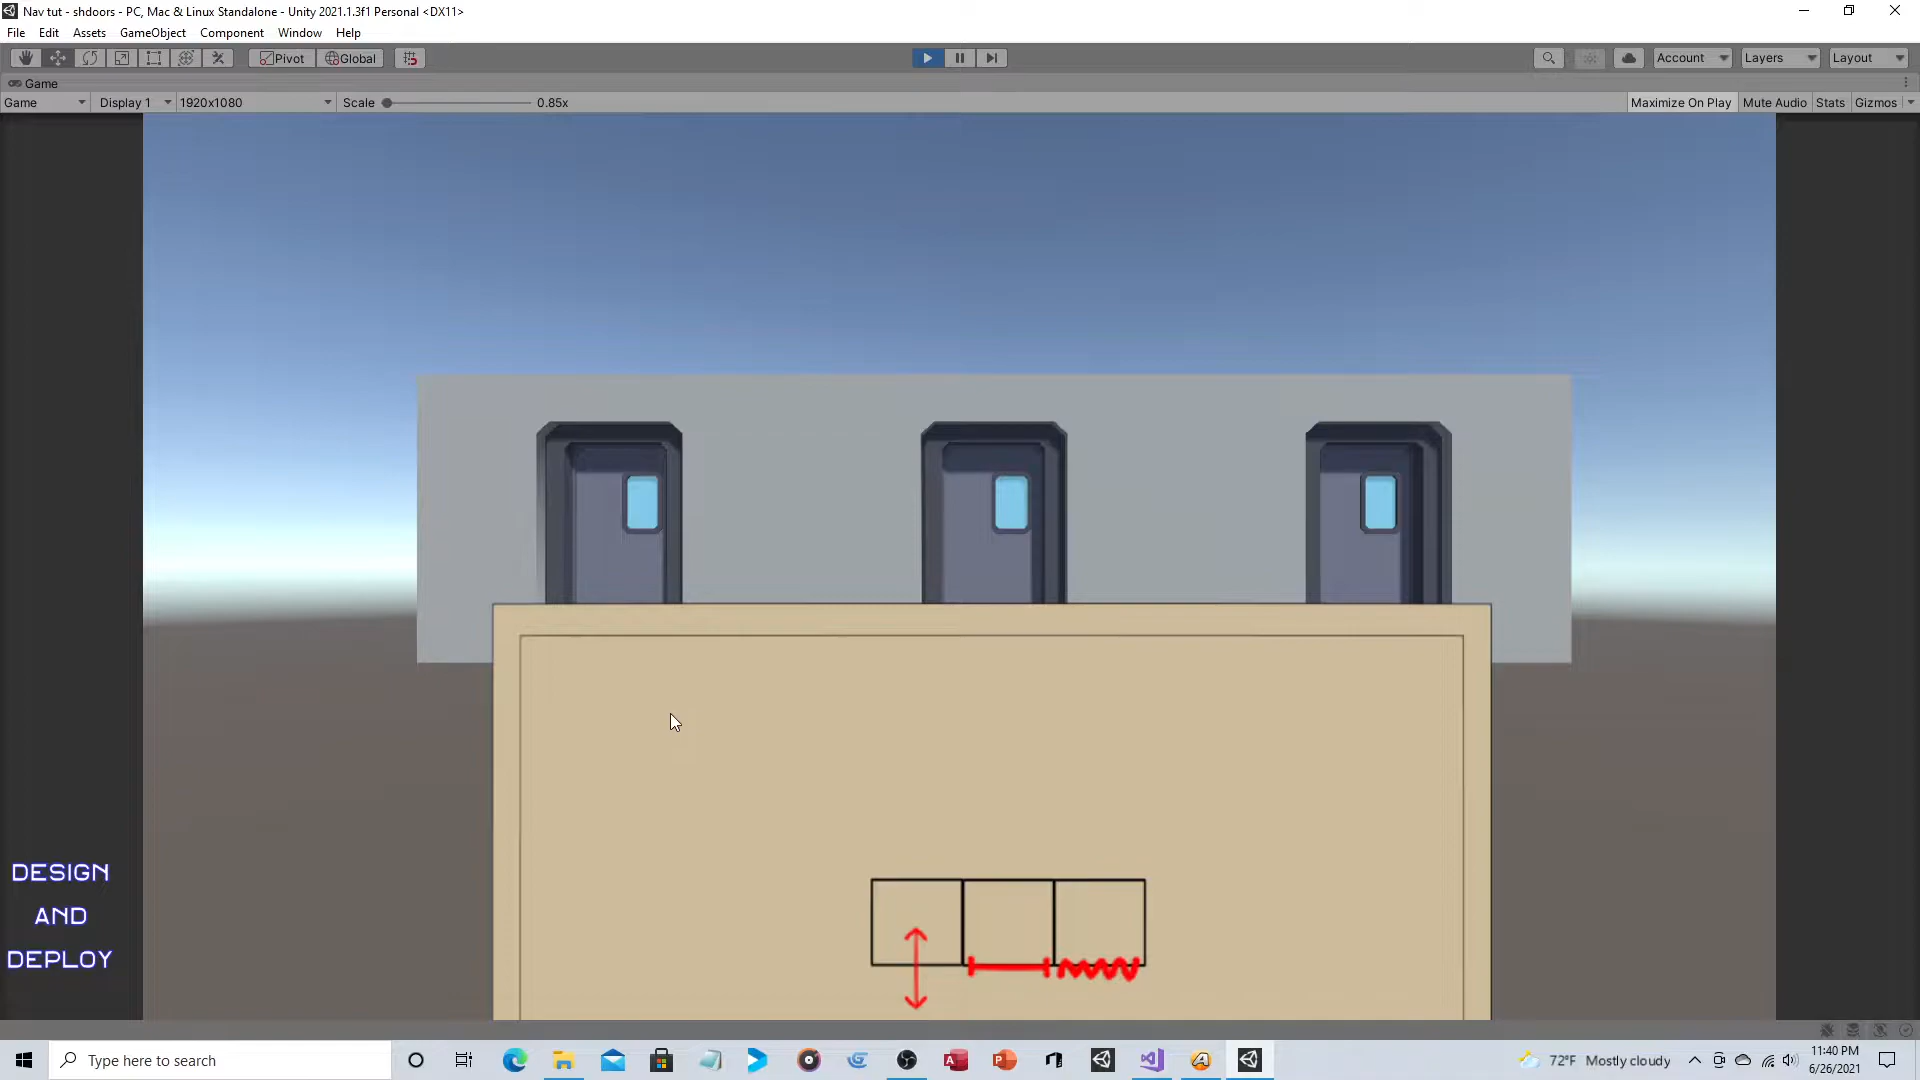 Nav tut - shdoors - PC, Mac & Linux Standalone - Unity 2021.1.3f1 Personal <DX11>
File Edit Assets GameObject Component Window Help
Pivot Global Account Layers Layout
Game
Game Display 1 1920x1080 Scale 0.85x Maximize On Play Mute Audio Stats Gizmos
DESIGN
AND
DEPLOY
Type here to search
72°F Mostly cloudy
11:40 PM
6/26/2021